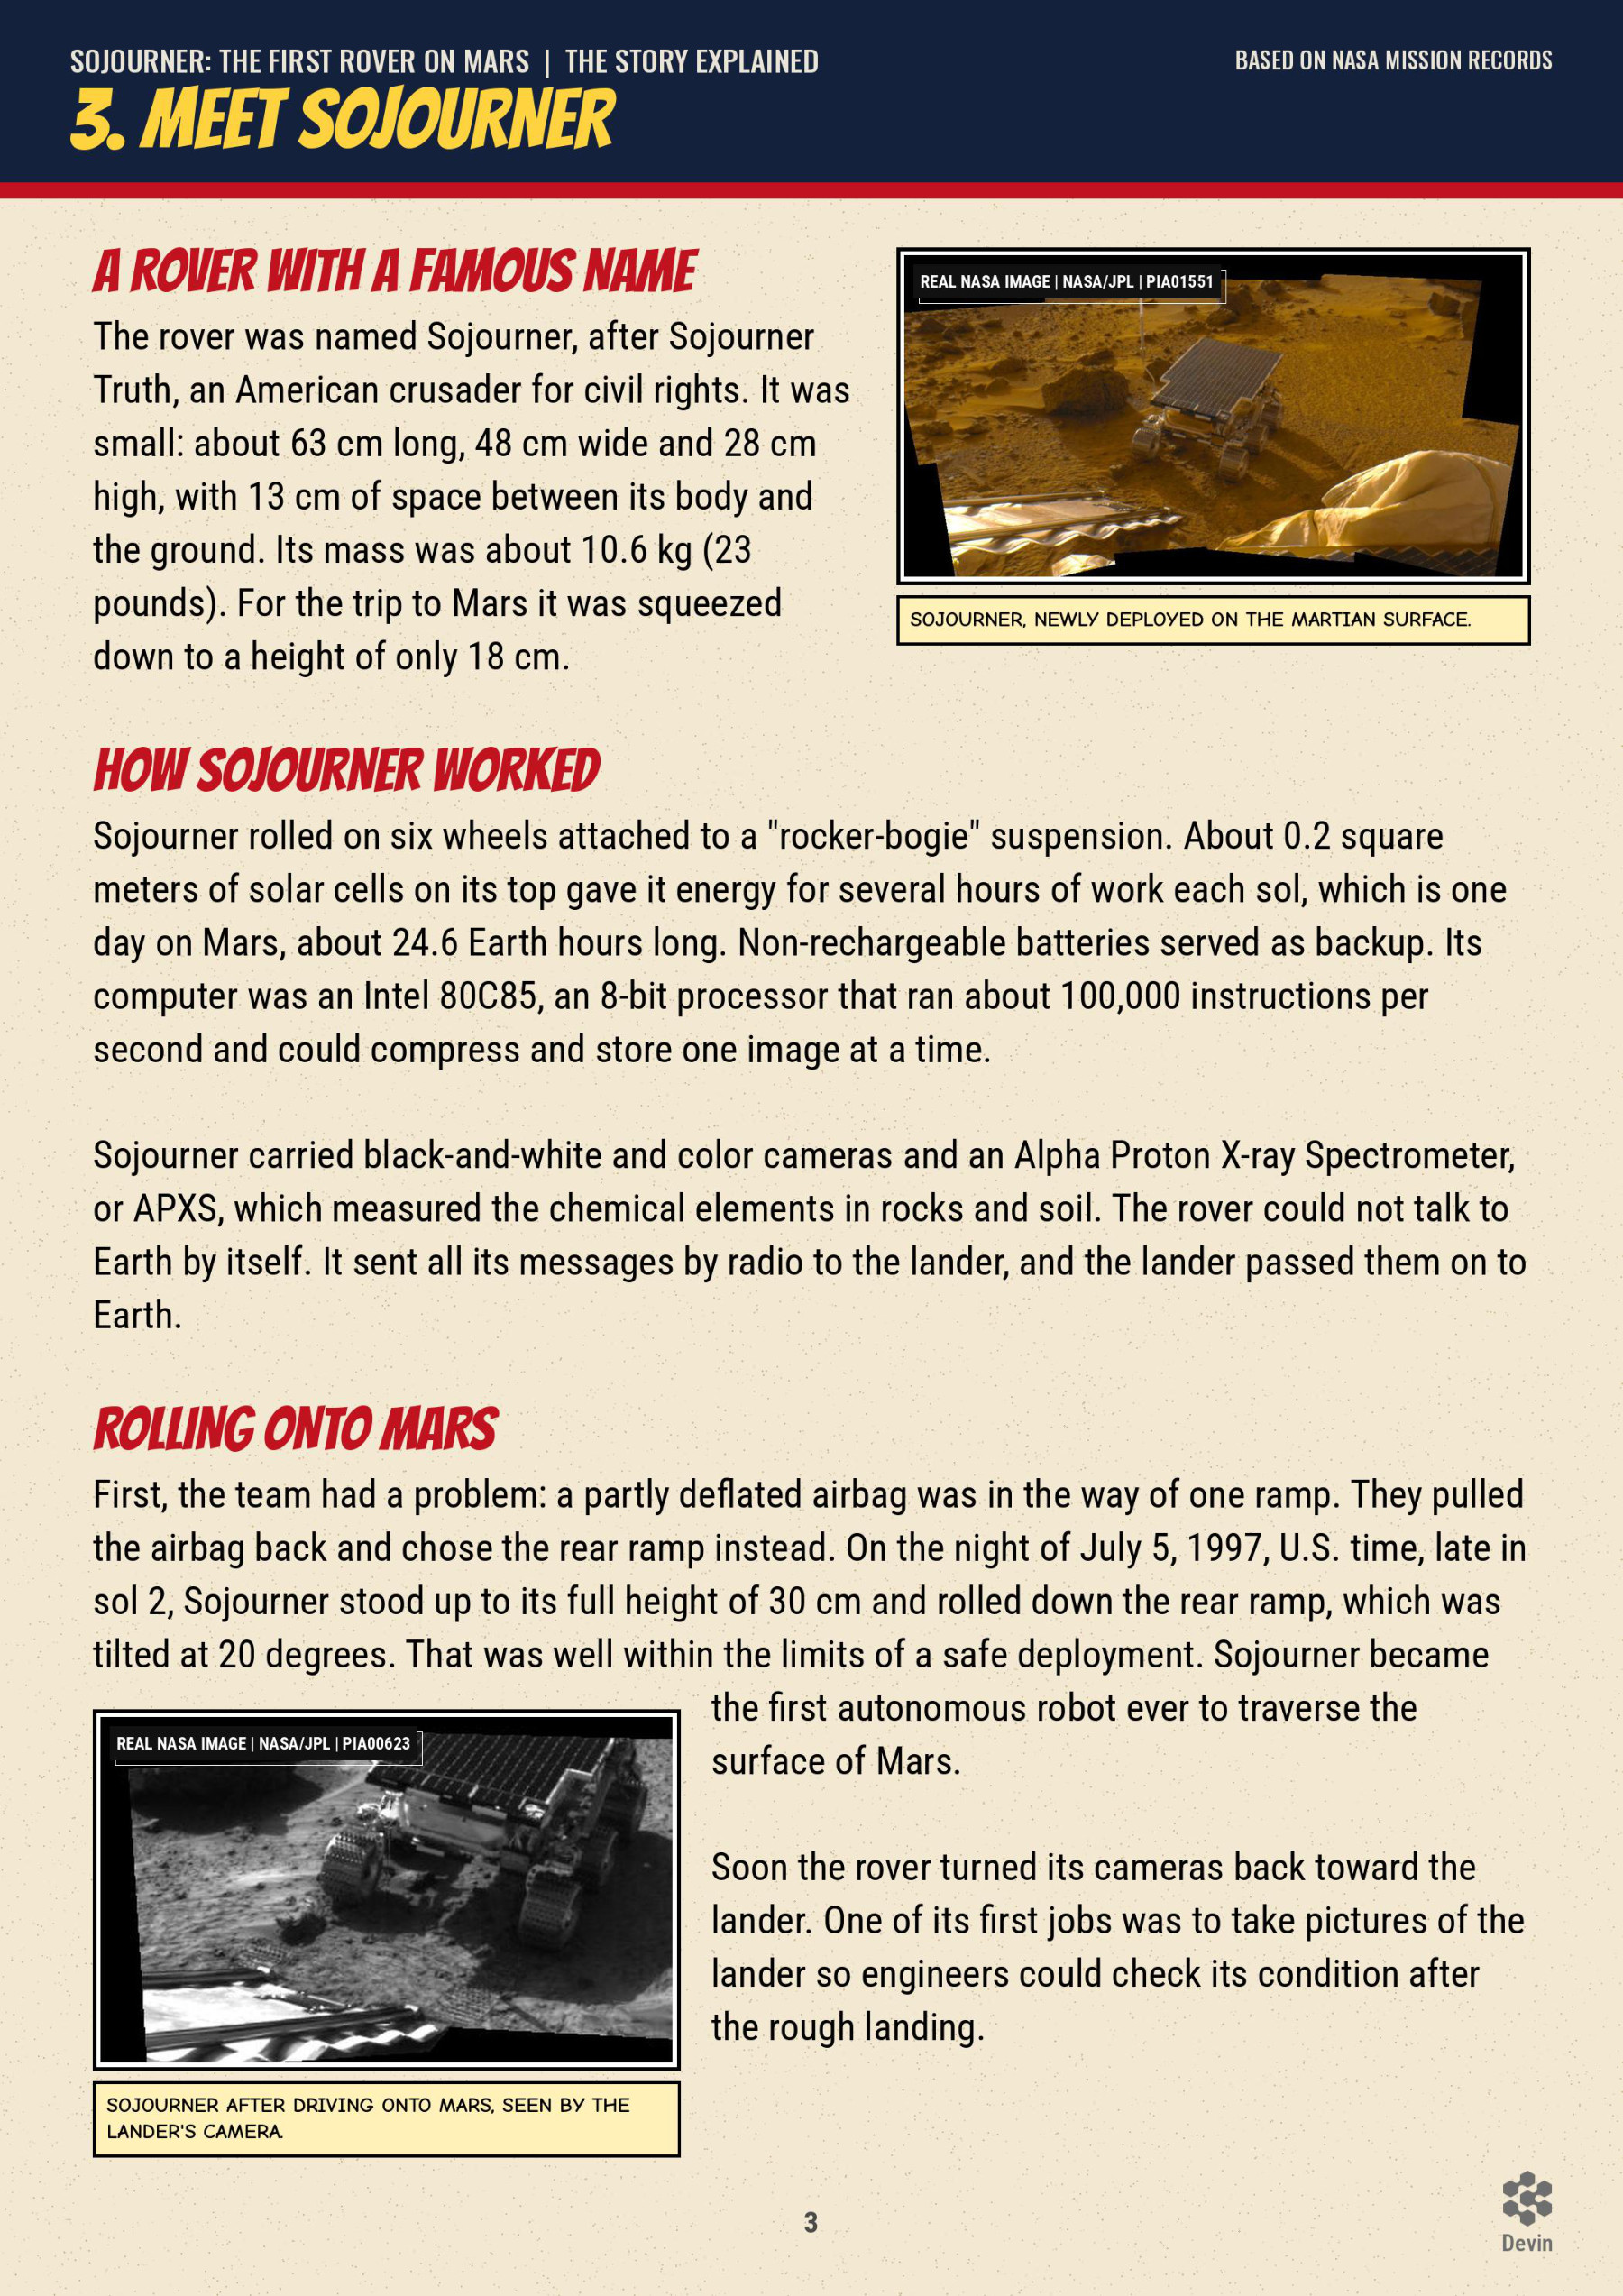 SOJOURNER: THE FIRST ROVER ON MARS | THE STORY EXPLAINED
BASED ON NASA MISSION RECORDS
3. MEET SOJOURNER
A ROVER WITH A FAMOUS NAME
The rover was named Sojourner, after Sojourner
Truth, an American crusader for civil rights. It was
small: about 63 cm long, 48 cm wide and 28 cm
high, with 13 cm of space between its body and
the ground. Its mass was about 10.6 kg (23
pounds). For the trip to Mars it was squeezed
down to a height of only 18 cm.
REAL NASA IMAGE | NASA/JPL | PIA01551
SOJOURNER, NEWLY DEPLOYED ON THE MARTIAN SURFACE.
HOW SOJOURNER WORKED
Sojourner rolled on six wheels attached to a "rocker-bogie" suspension. About 0.2 square
meters of solar cells on its top gave it energy for several hours of work each sol, which is one
day on Mars, about 24.6 Earth hours long. Non-rechargeable batteries served as backup. Its
computer was an Intel 80C85, an 8-bit processor that ran about 100,000 instructions per
second and could compress and store one image at a time.
Sojourner carried black-and-white and color cameras and an Alpha Proton X-ray Spectrometer,
or APXS, which measured the chemical elements in rocks and soil. The rover could not talk to
Earth by itself. It sent all its messages by radio to the lander, and the lander passed them on to
Earth.
ROLLING ONTO MARS
First, the team had a problem: a partly deflated airbag was in the way of one ramp. They pulled
the airbag back and chose the rear ramp instead. On the night of July 5, 1997, U.S. time, late in
sol 2, Sojourner stood up to its full height of 30 cm and rolled down the rear ramp, which was
tilted at 20 degrees. That was well within the limits of a safe deployment. Sojourner became
the first autonomous robot ever to traverse the
surface of Mars.
Soon the rover turned its cameras back toward the
lander. One of its first jobs was to take pictures of the
lander so engineers could check its condition after
the rough landing.
REAL NASA IMAGE | NASA/JPL | PIA00623
SOJOURNER AFTER DRIVING ONTO MARS, SEEN BY THE
LANDER'S CAMERA.
3
Devin